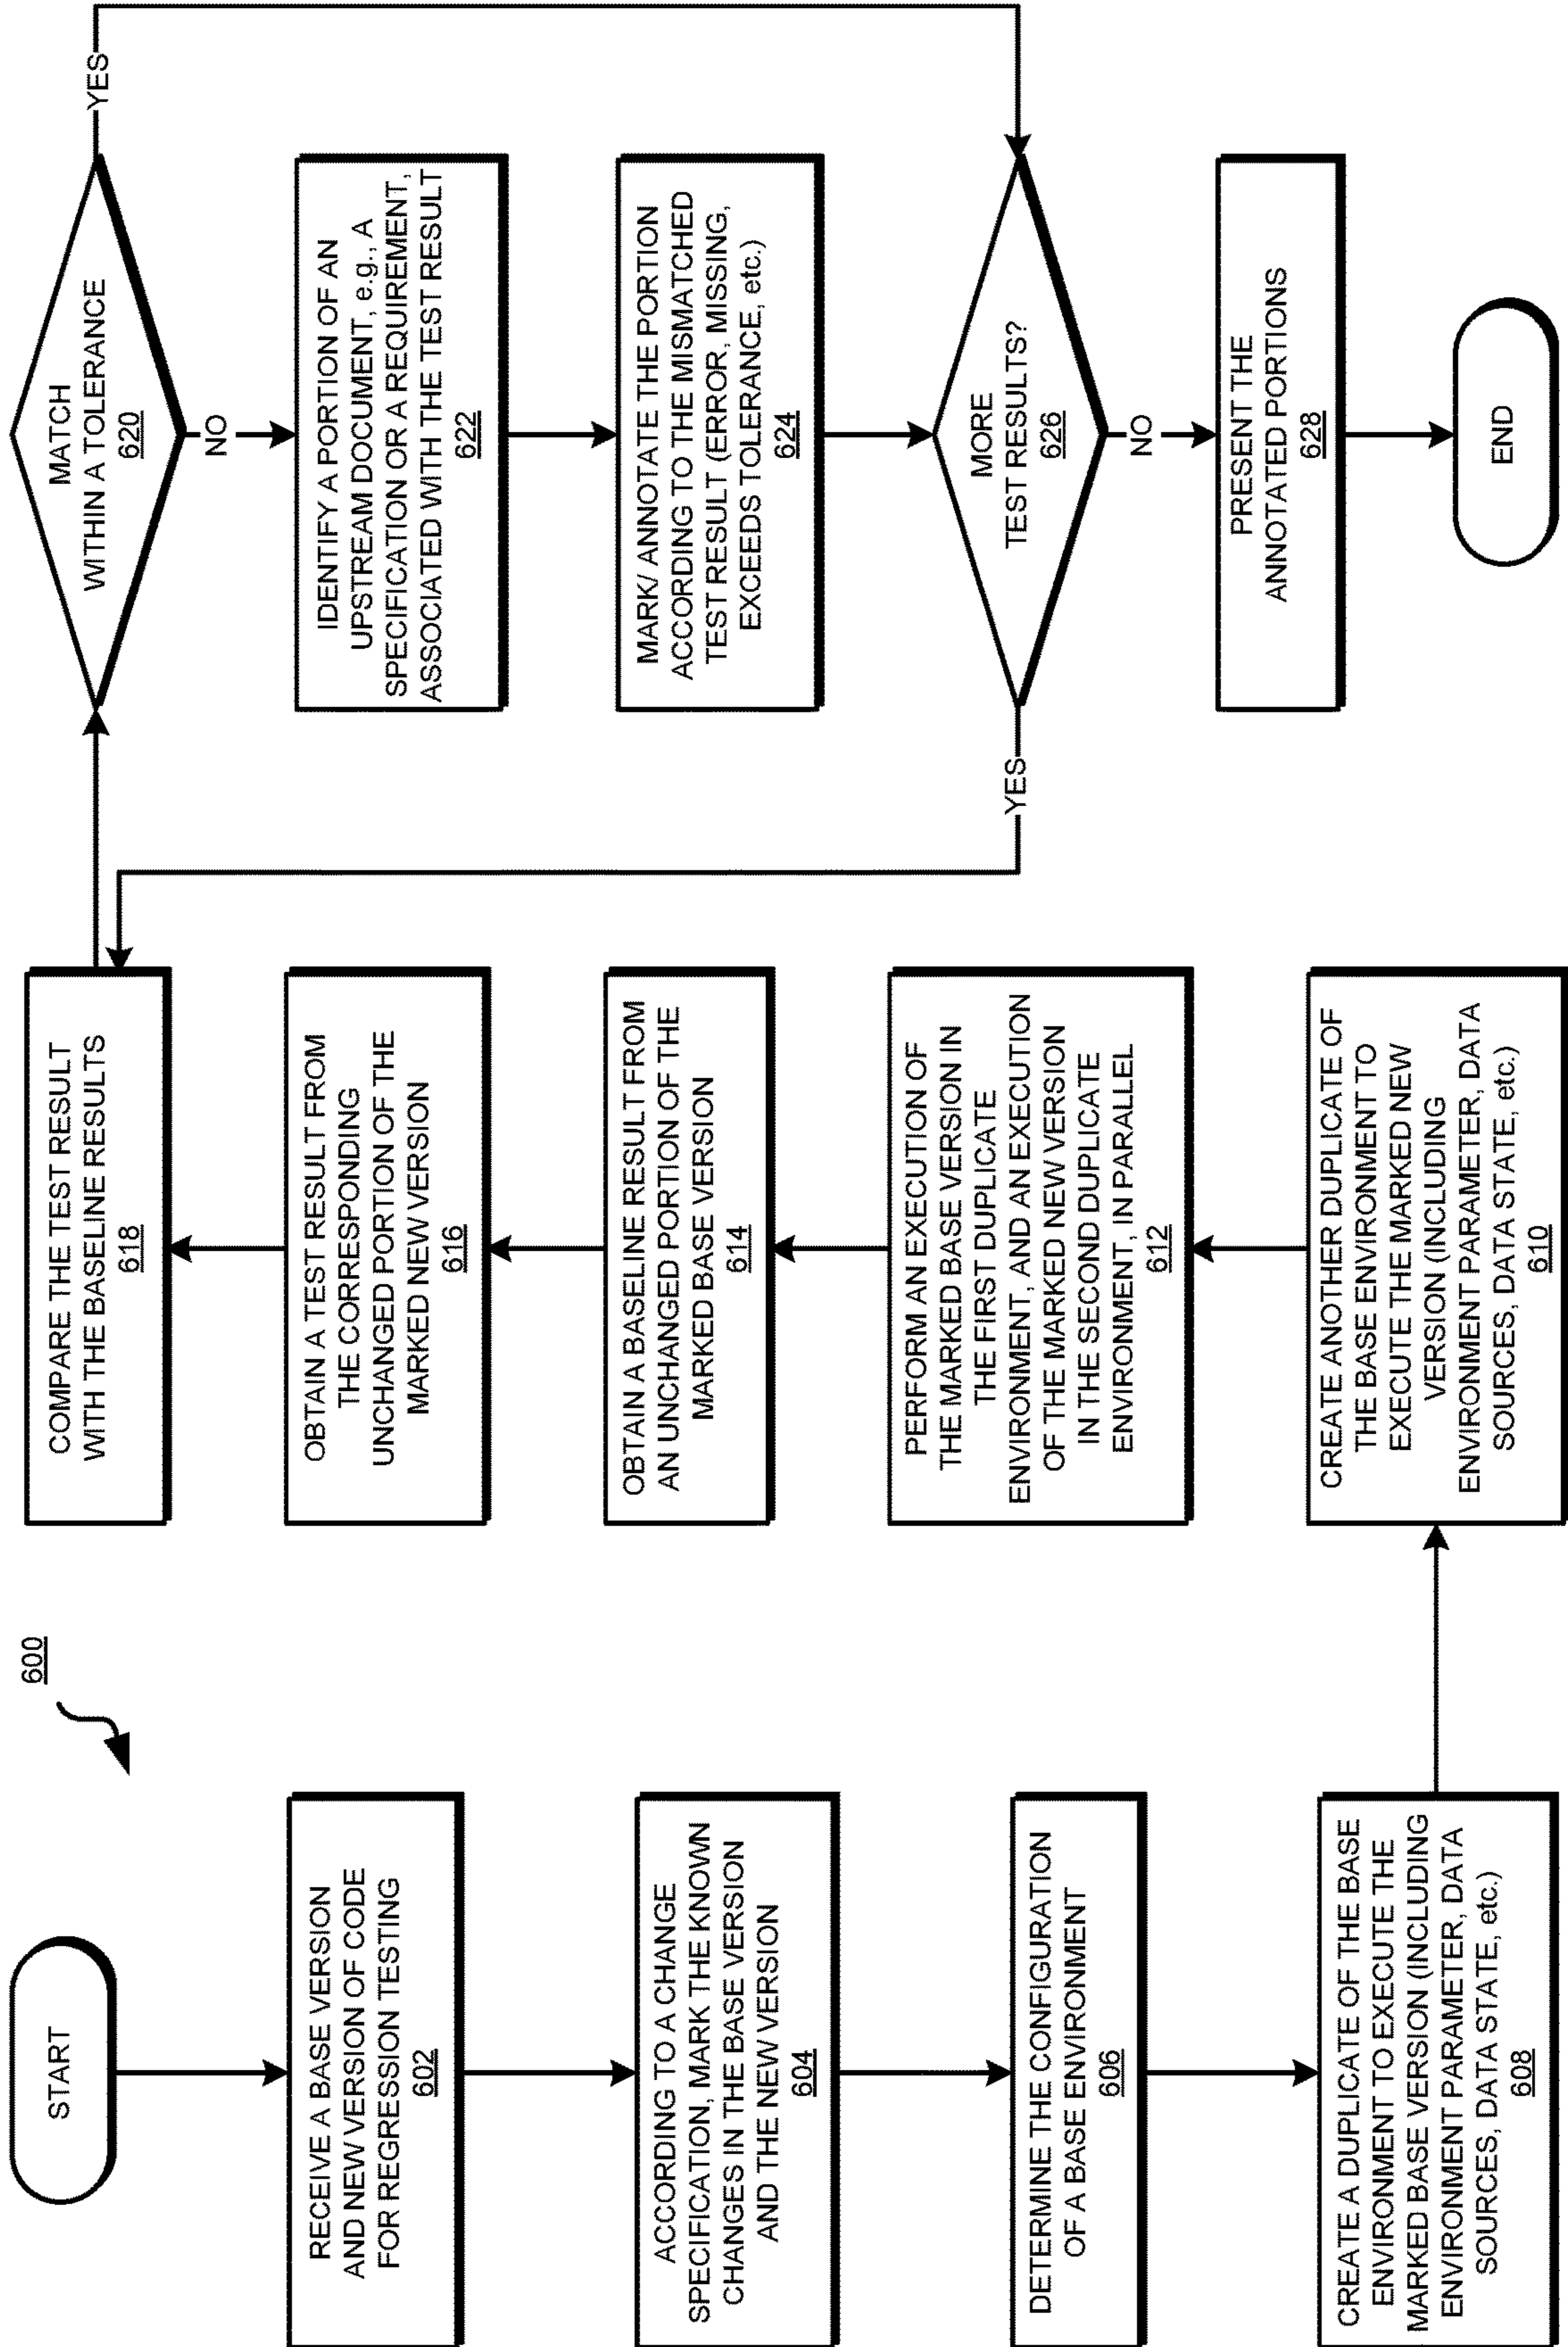 600
START
RECEIVE A BASE VERSION
AND NEW VERSION OF CODE
FOR REGRESSION TESTING
602
ACCORDING TO A CHANGE
SPECIFICATION, MARK THE KNOWN
CHANGES IN THE BASE VERSION
AND THE NEW VERSION
604
DETERMINE THE CONFIGURATION
OF A BASE ENVIRONMENT
606
CREATE A DUPLICATE OF THE BASE
ENVIRONMENT TO EXECUTE THE
MARKED BASE VERSION (INCLUDING
ENVIRONMENT PARAMETER, DATA
SOURCES, DATA STATE, etc.)
608
CREATE ANOTHER DUPLICATE OF
THE BASE ENVIRONMENT TO
EXECUTE THE MARKED NEW
VERSION (INCLUDING
ENVIRONMENT PARAMETER, DATA
SOURCES, DATA STATE, etc.)
610
PERFORM AN EXECUTION OF
THE MARKED BASE VERSION IN
THE FIRST DUPLICATE
ENVIRONMENT, AND AN EXECUTION
OF THE MARKED NEW VERSION
IN THE SECOND DUPLICATE
ENVIRONMENT, IN PARALLEL
612
OBTAIN A BASELINE RESULT FROM
AN UNCHANGED PORTION OF THE
MARKED BASE VERSION
614
OBTAIN A TEST RESULT FROM
THE CORRESPONDING
UNCHANGED PORTION OF THE
MARKED NEW VERSION
616
COMPARE THE TEST RESULT
WITH THE BASELINE RESULTS
618
MATCH
WITHIN A TOLERANCE
620
YES
NO
IDENTIFY A PORTION OF AN
UPSTREAM DOCUMENT, e.g., A
SPECIFICATION OR A REQUIREMENT,
ASSOCIATED WITH THE TEST RESULT
622
MARK/ ANNOTATE THE PORTION
ACCORDING TO THE MISMATCHED
TEST RESULT (ERROR, MISSING,
EXCEEDS TOLERANCE, etc.)
624
MORE
TEST RESULTS?
626
YES
NO
PRESENT THE
ANNOTATED PORTIONS
628
END